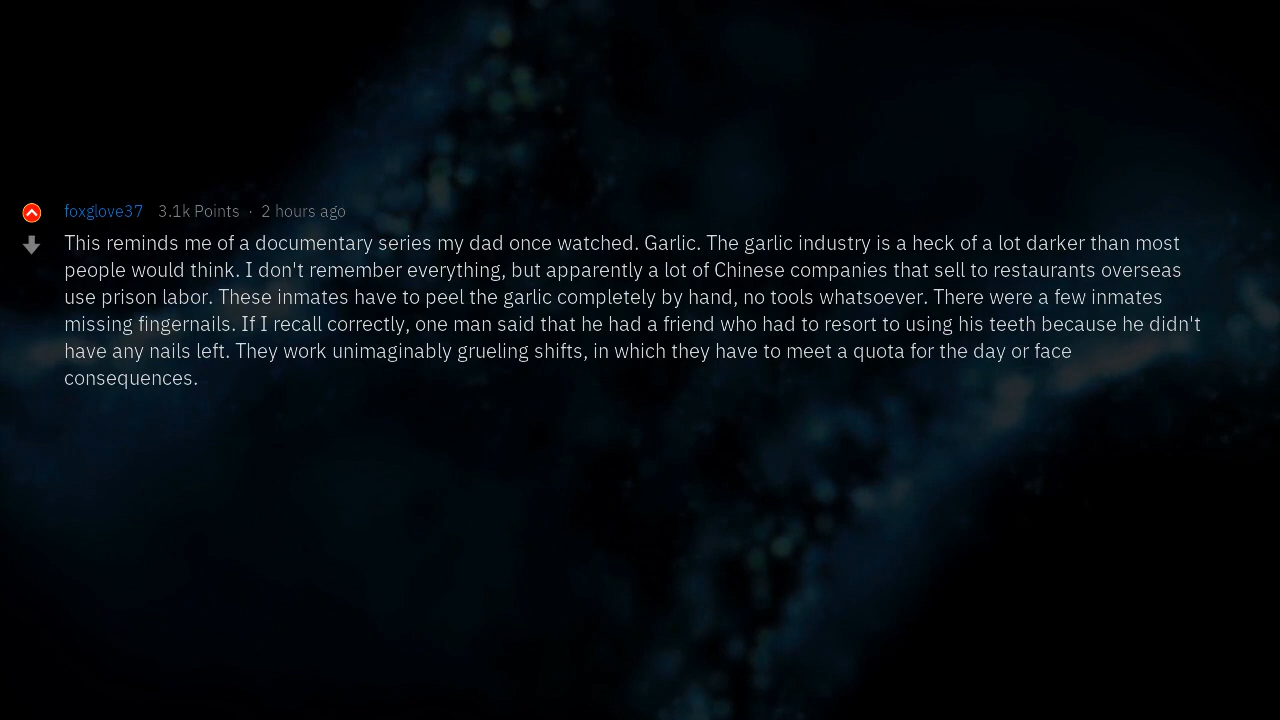 foxglove37 3.1k Points · 2 hours ago
This reminds me of a documentary series my dad once watched. Garlic. The garlic industry is a heck of a lot darker than most
people would think. I don't remember everything, but apparently a lot of Chinese companies that sell to restaurants overseas
use prison labor. These inmates have to peel the garlic completely by hand, no tools whatsoever. There were a few inmates
missing fingernails. If I recall correctly, one man said that he had a friend who had to resort to using his teeth because he didn't
have any nails left. They work unimaginably grueling shifts, in which they have to meet a quota for the day or face
consequences.